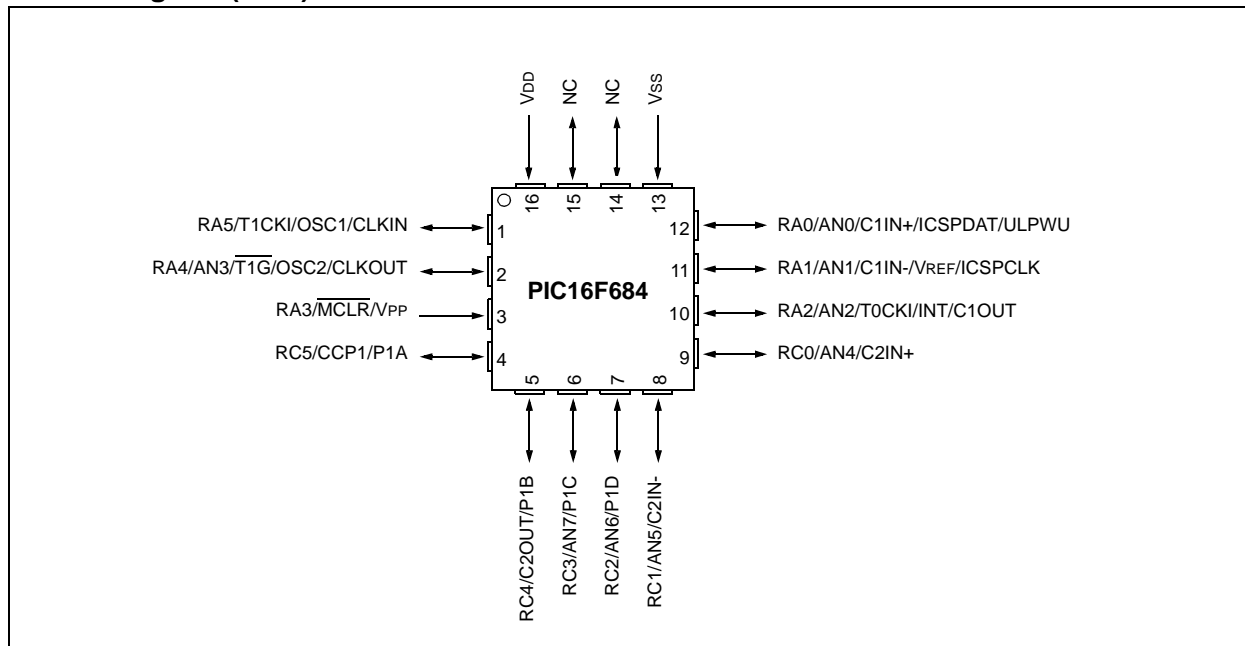 VDD
NC
NC
VSS
16
15
14
13
RA5/T1CKI/OSC1/CLKIN
1
12
RA0/AN0/C1IN+/ICSPDAT/ULPWU
RA4/AN3/T1G/OSC2/CLKOUT
2
11
RA1/AN1/C1IN-/VREF/ICSPCLK
PIC16F684
RA3/MCLR/VPP
3
10
RA2/AN2/T0CKI/INT/C1OUT
RC5/CCP1/P1A
4
9
RC0/AN4/C2IN+
5
6
7
8
RC4/C2OUT/P1B
RC3/AN7/P1C
RC2/AN6/P1D
RC1/AN5/C2IN-